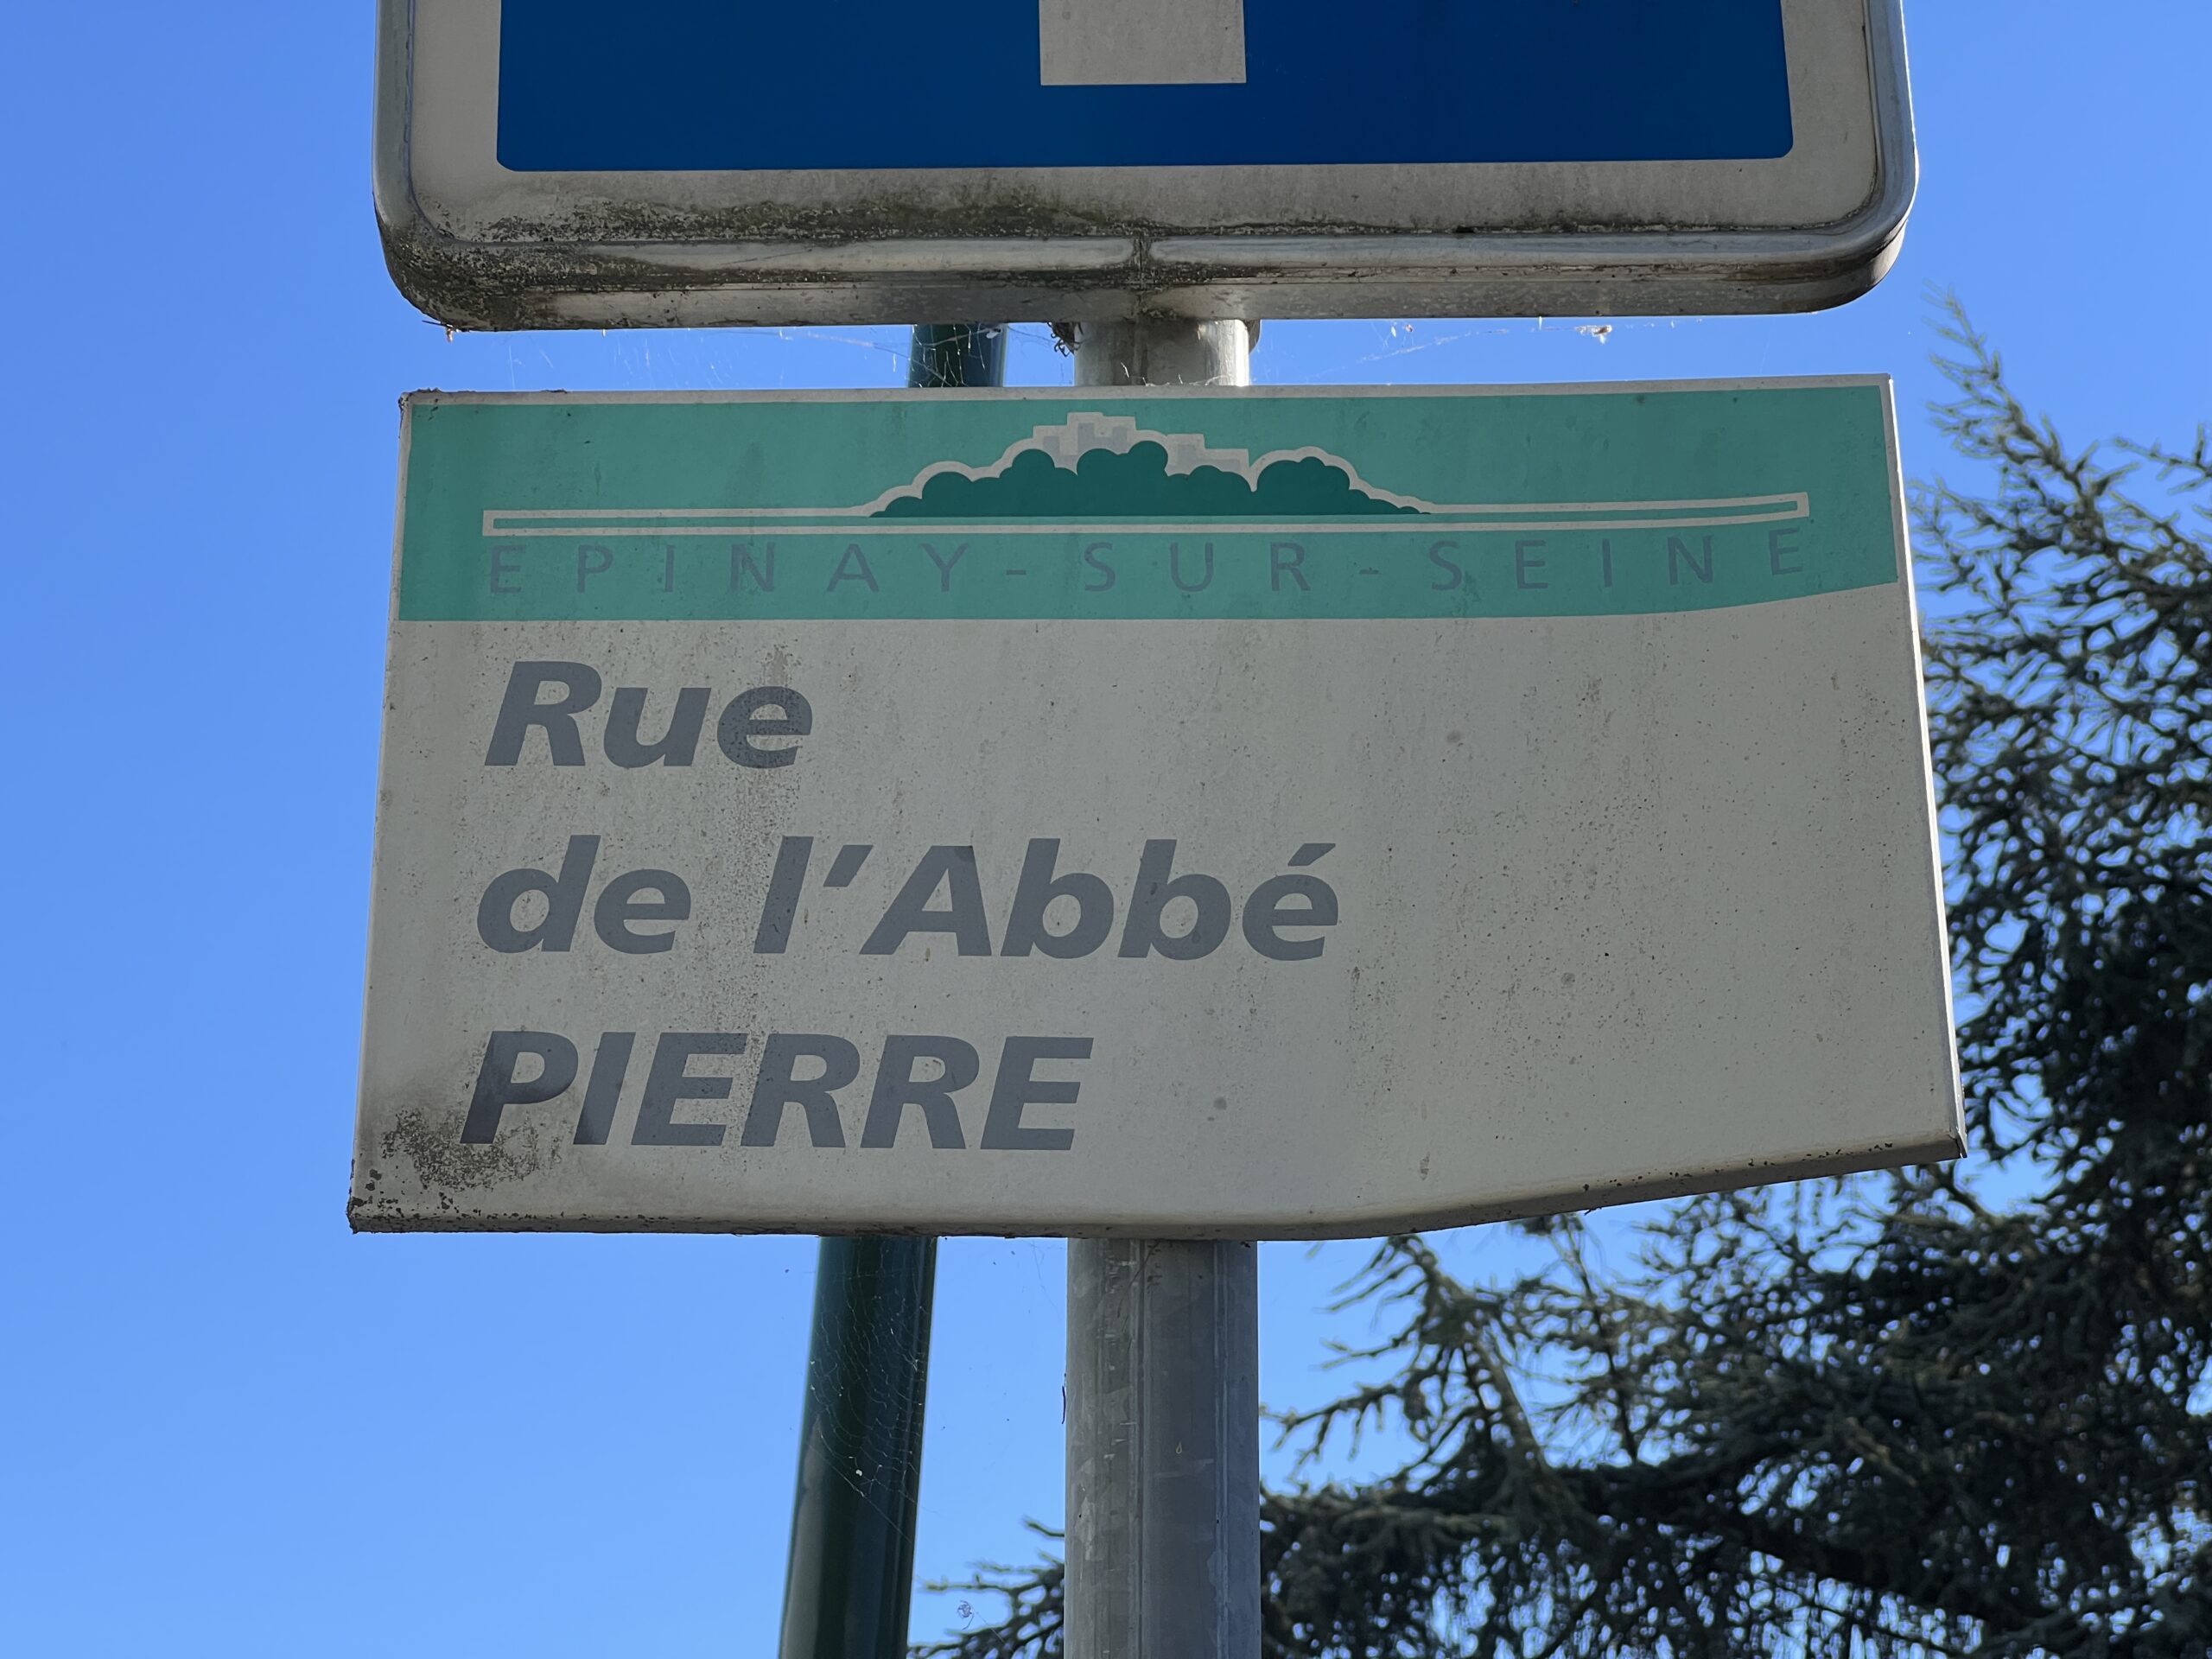 EPINAY-SUR-SEINE
Rue
de l'Abbé
PIERRE